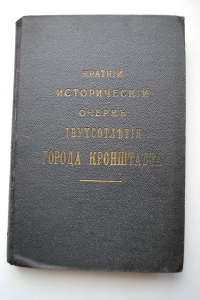 КРАТКІЙ
ИСТОРИЧЕСКІЙ
ОЧЕРКЪ
ДВУХСОТЛѢТІЯ
ГОРОДА КРОНШТАДТА